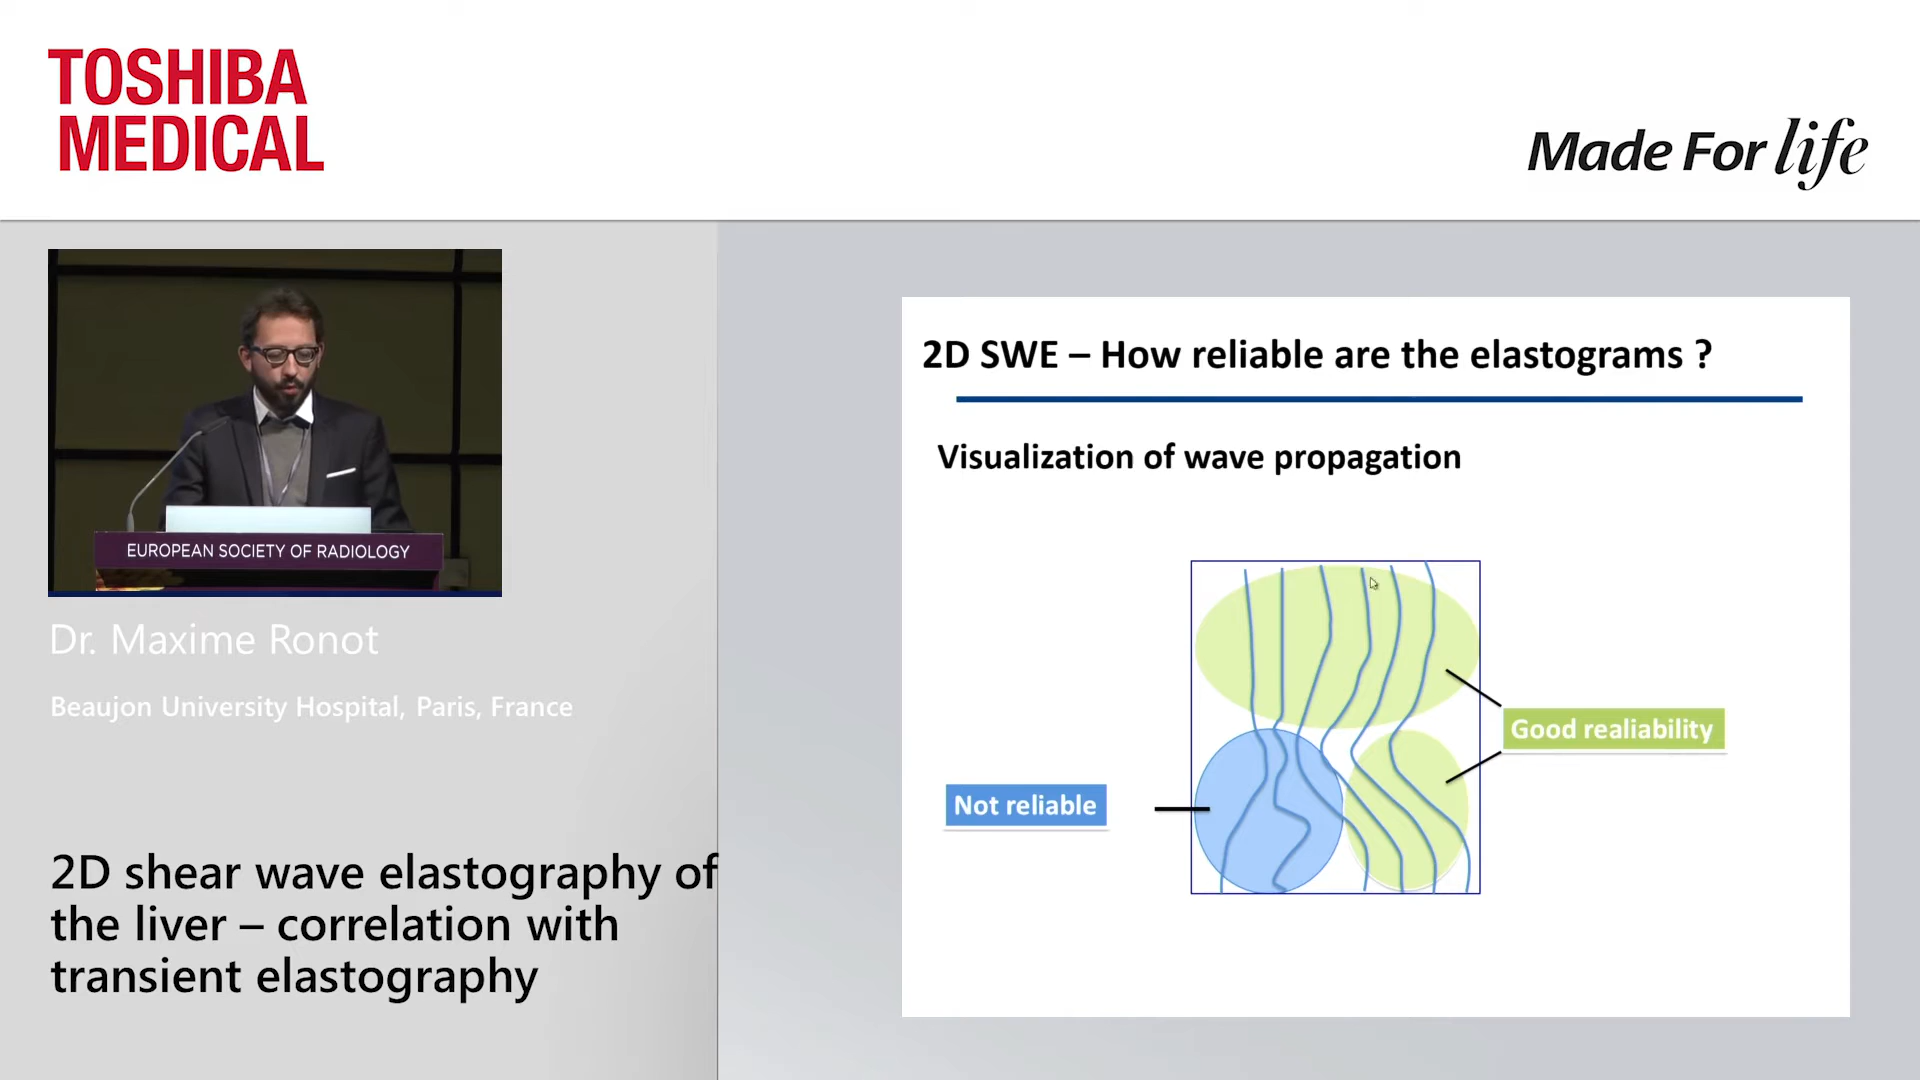 TOSHIBA
MEDICAL
Made For life
EUROPEAN SOCIETY OF RADIOLOGY
Dr. Maxime Ronot
Beaujon University Hospital, Paris, France
2D shear wave elastography of
the liver – correlation with
transient elastography
2D SWE – How reliable are the elastograms ?
Visualization of wave propagation
Good realiability
Not reliable